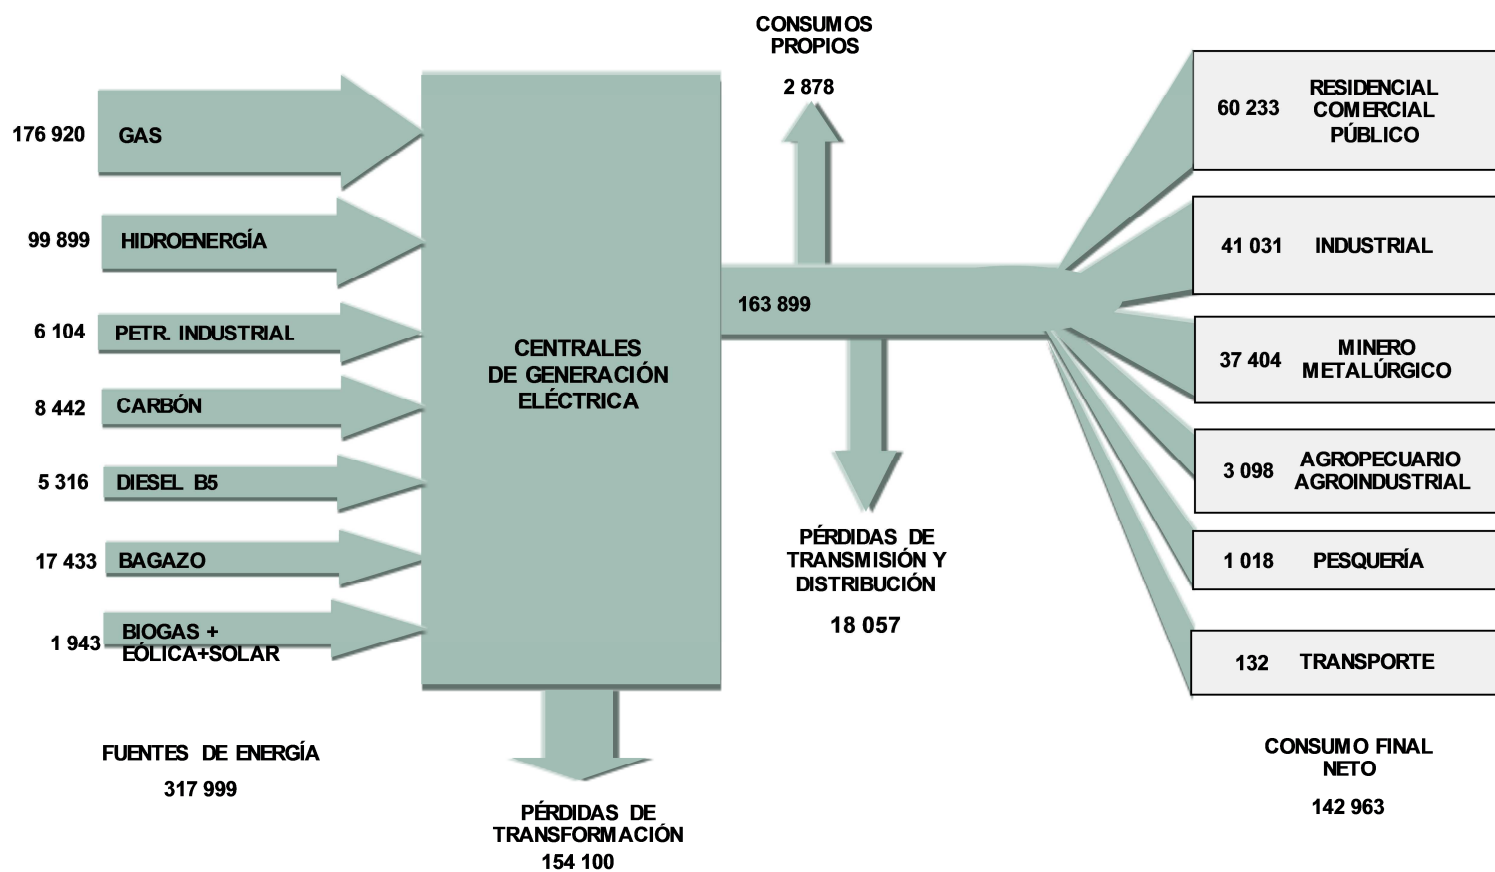 176 920 GAS
99 899 HIDROENERGÍA
6 104 PETR. INDUSTRIAL
8 442 CARBÓN
5 316 DIESEL B5
17 433 BAGAZO
1 943 BIOGAS +
EÓLICA+SOLAR
FUENTES DE ENERGÍA
317 999
CENTRALES
DE GENERACIÓN
ELÉCTRICA
PÉRDIDAS DE
TRANSFORMACIÓN
154 100
CONSUMOS
PROPIOS
2 878
163 899
PÉRDIDAS DE
TRANSMISIÓN Y
DISTRIBUCIÓN
18 057
60 233
RESIDENCIAL
COMERCIAL
PÚBLICO
41 031 INDUSTRIAL
37 404
MINERO
METALÚRGICO
3 098
AGROPECUARIO
AGROINDUSTRIAL
1 018 PESQUERÍA
132 TRANSPORTE
CONSUMO FINAL
NETO
142 963